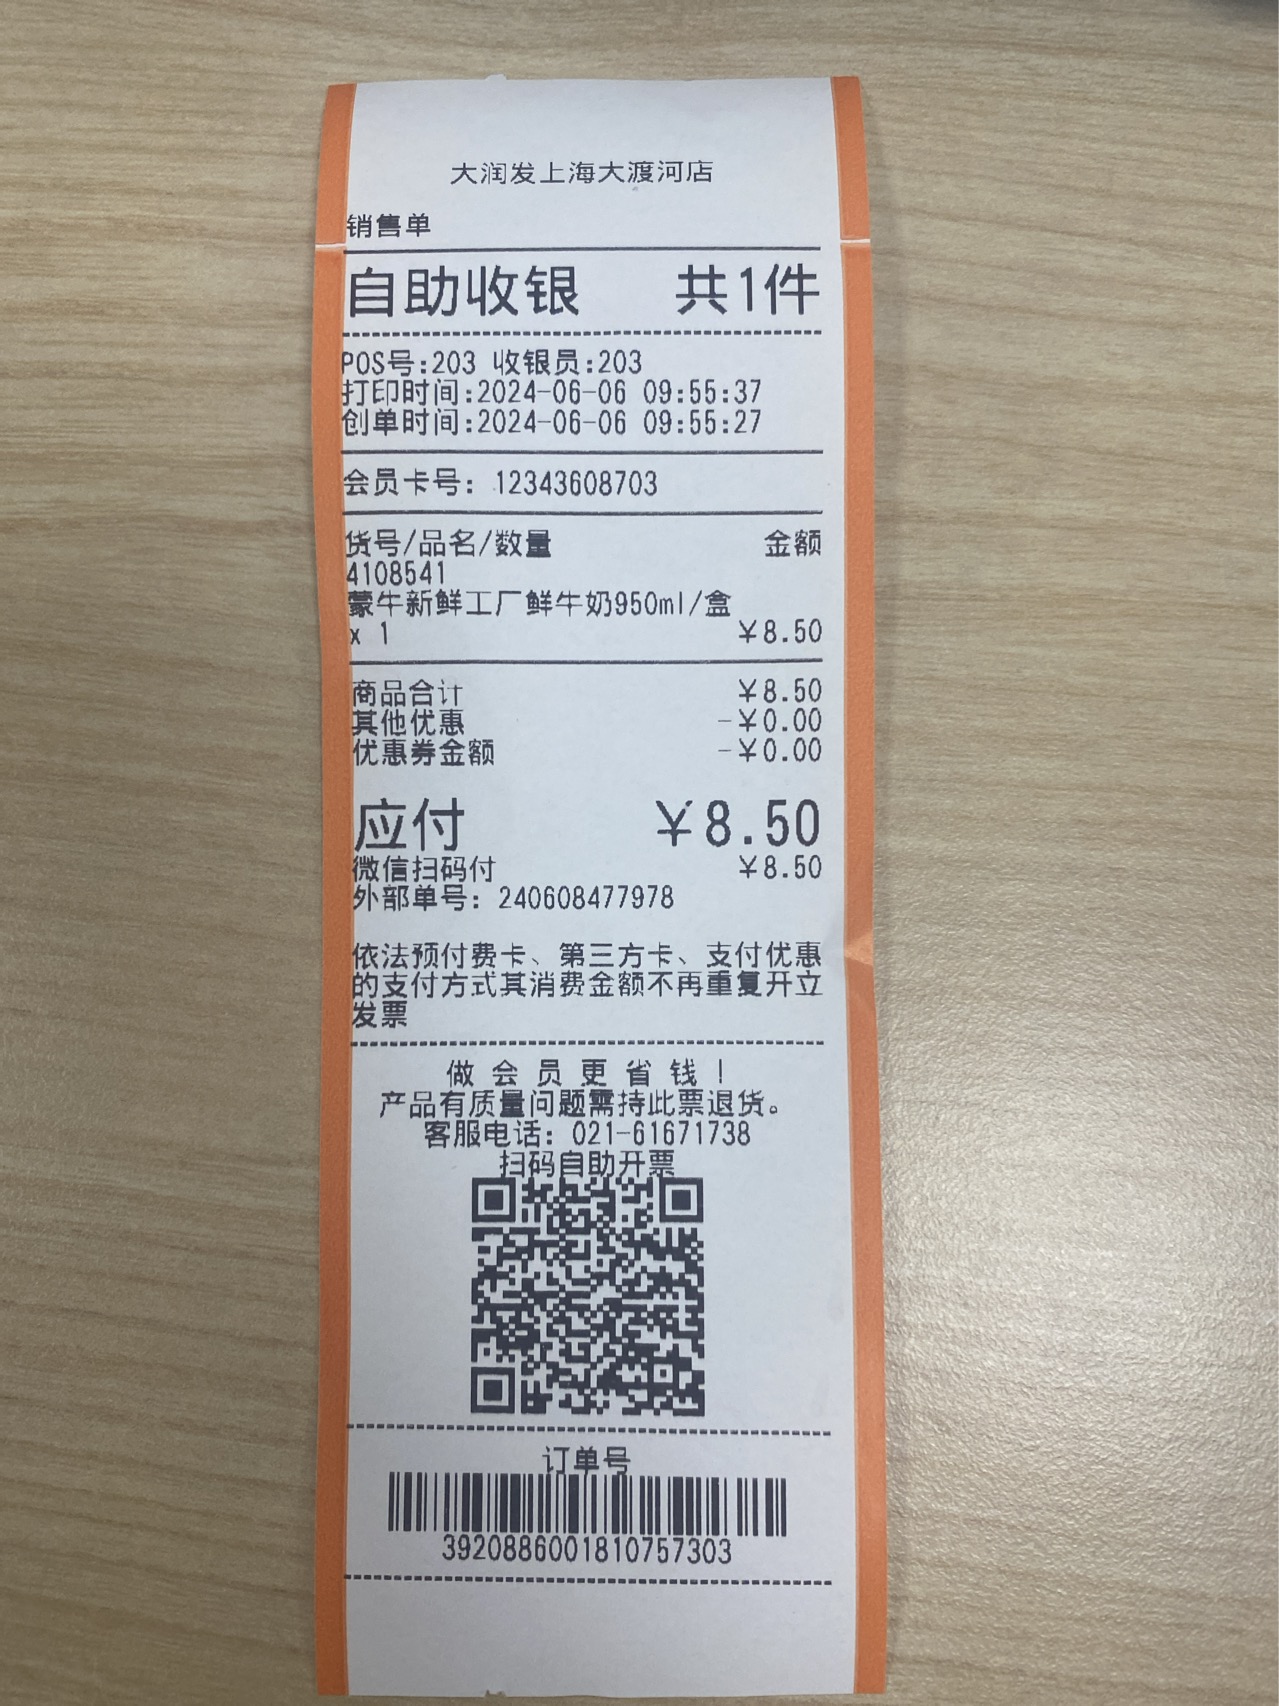 大润发上海大渡河店
销售单
自助收银 共1件
POS号:203 收银员:203
打印时间:2024-06-06 09:55:37
创单时间:2024-06-06 09:55:27
会员卡号: 12343608703
货号/品名/数量 金额
4108541
蒙牛新鲜工厂鲜牛奶950ml/盒
x 1 ¥8.50
商品合计 ¥8.50
其他优惠 -¥0.00
优惠券金额 -¥0.00
应付 ¥8.50
微信扫码付 ¥8.50
外部单号: 240608477978
依法预付费卡、第三方卡、支付优惠
的支付方式其消费金额不再重复开立
发票
做会员更省钱!
产品有质量问题需持此票退货。
客服电话: 021-61671738
扫码自助开票
订单号
3920886001810757303